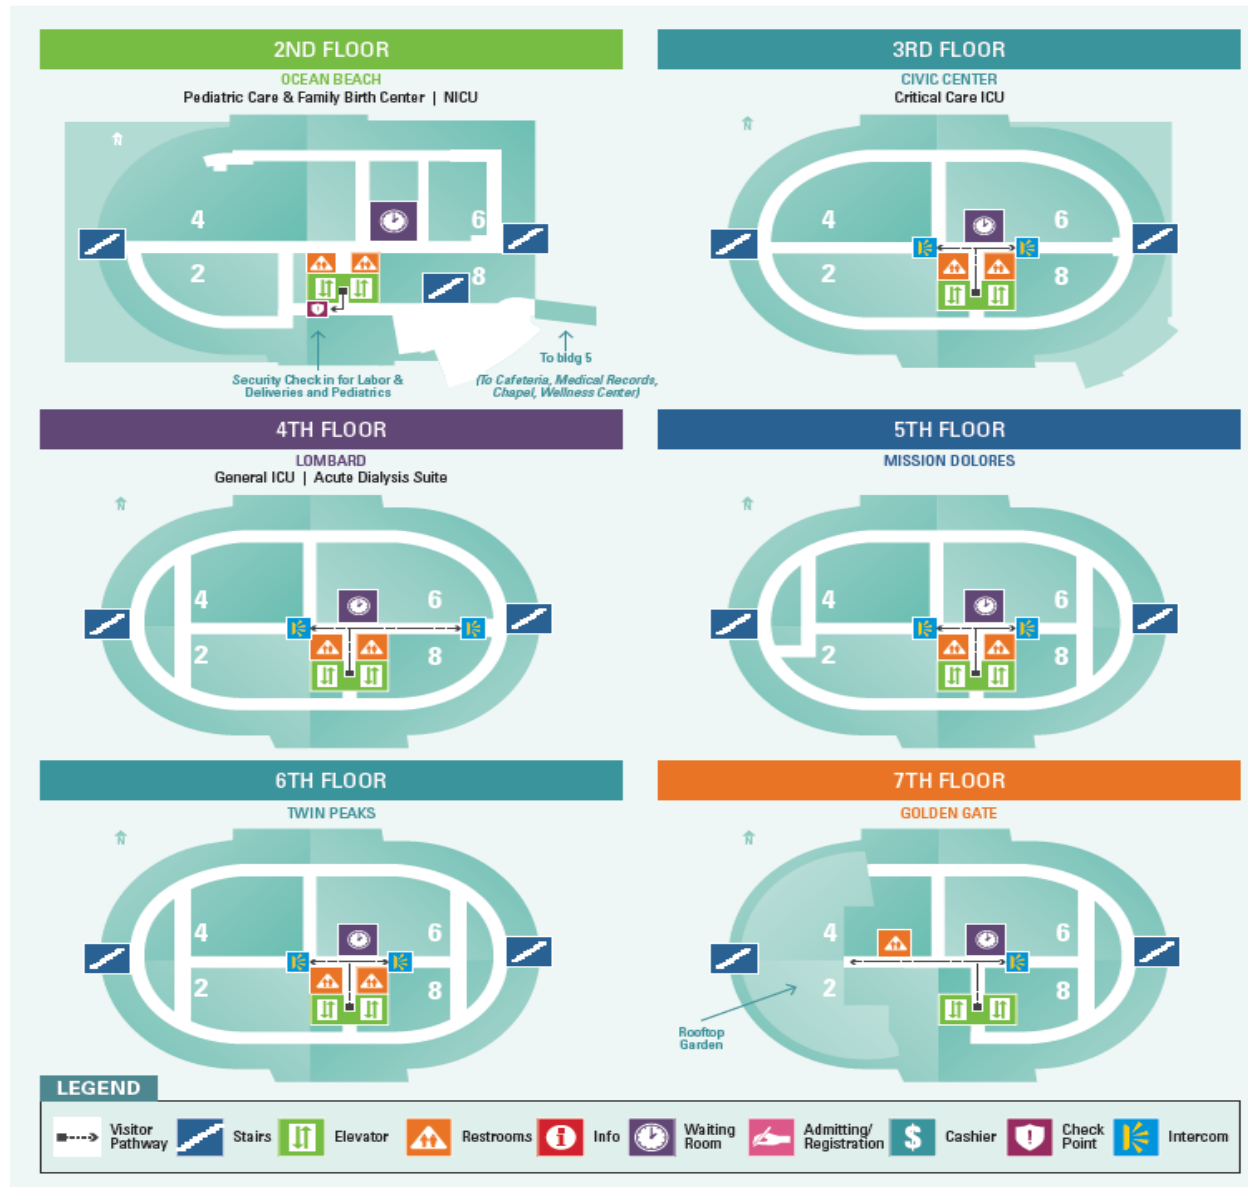 2ND FLOOR
OCEAN BEACH
Pediatric Care & Family Birth Center | NICU
N
4
6
2
8
Security Check in for Labor &
Deliveries and Pediatrics
To bldg 5
(To Cafeteria, Medical Records,
Chapel, Wellness Center)
3RD FLOOR
CIVIC CENTER
Critical Care ICU
N
4
6
2
8
4TH FLOOR
LOMBARD
General ICU | Acute Dialysis Suite
N
4
6
2
8
5TH FLOOR
MISSION DOLORES
N
4
6
2
8
6TH FLOOR
TWIN PEAKS
N
4
6
2
8
7TH FLOOR
GOLDEN GATE
N
4
6
2
8
Rooftop
Garden
LEGEND
Visitor
Pathway
Stairs
Elevator
Restrooms
Info
Waiting
Room
Admitting/
Registration
$
Cashier
Check
Point
Intercom